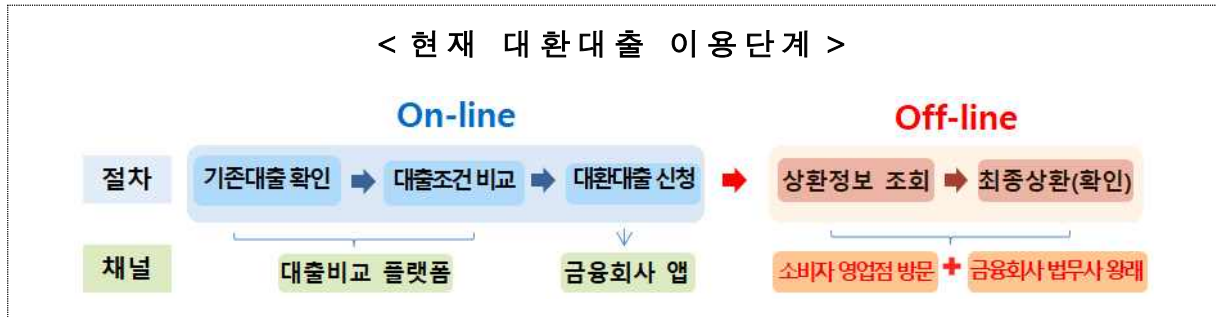 < 현재 대환대출 이용단계 >
On-line Off-line
절차 기존대출 확인 대출조건 비교 대환대출 신청 상환정보 조회 최종상환(확인)
채널 대출비교 플랫폼 금융회사 앱 소비자 영업점 방문 + 금융회사 법무사 왕래